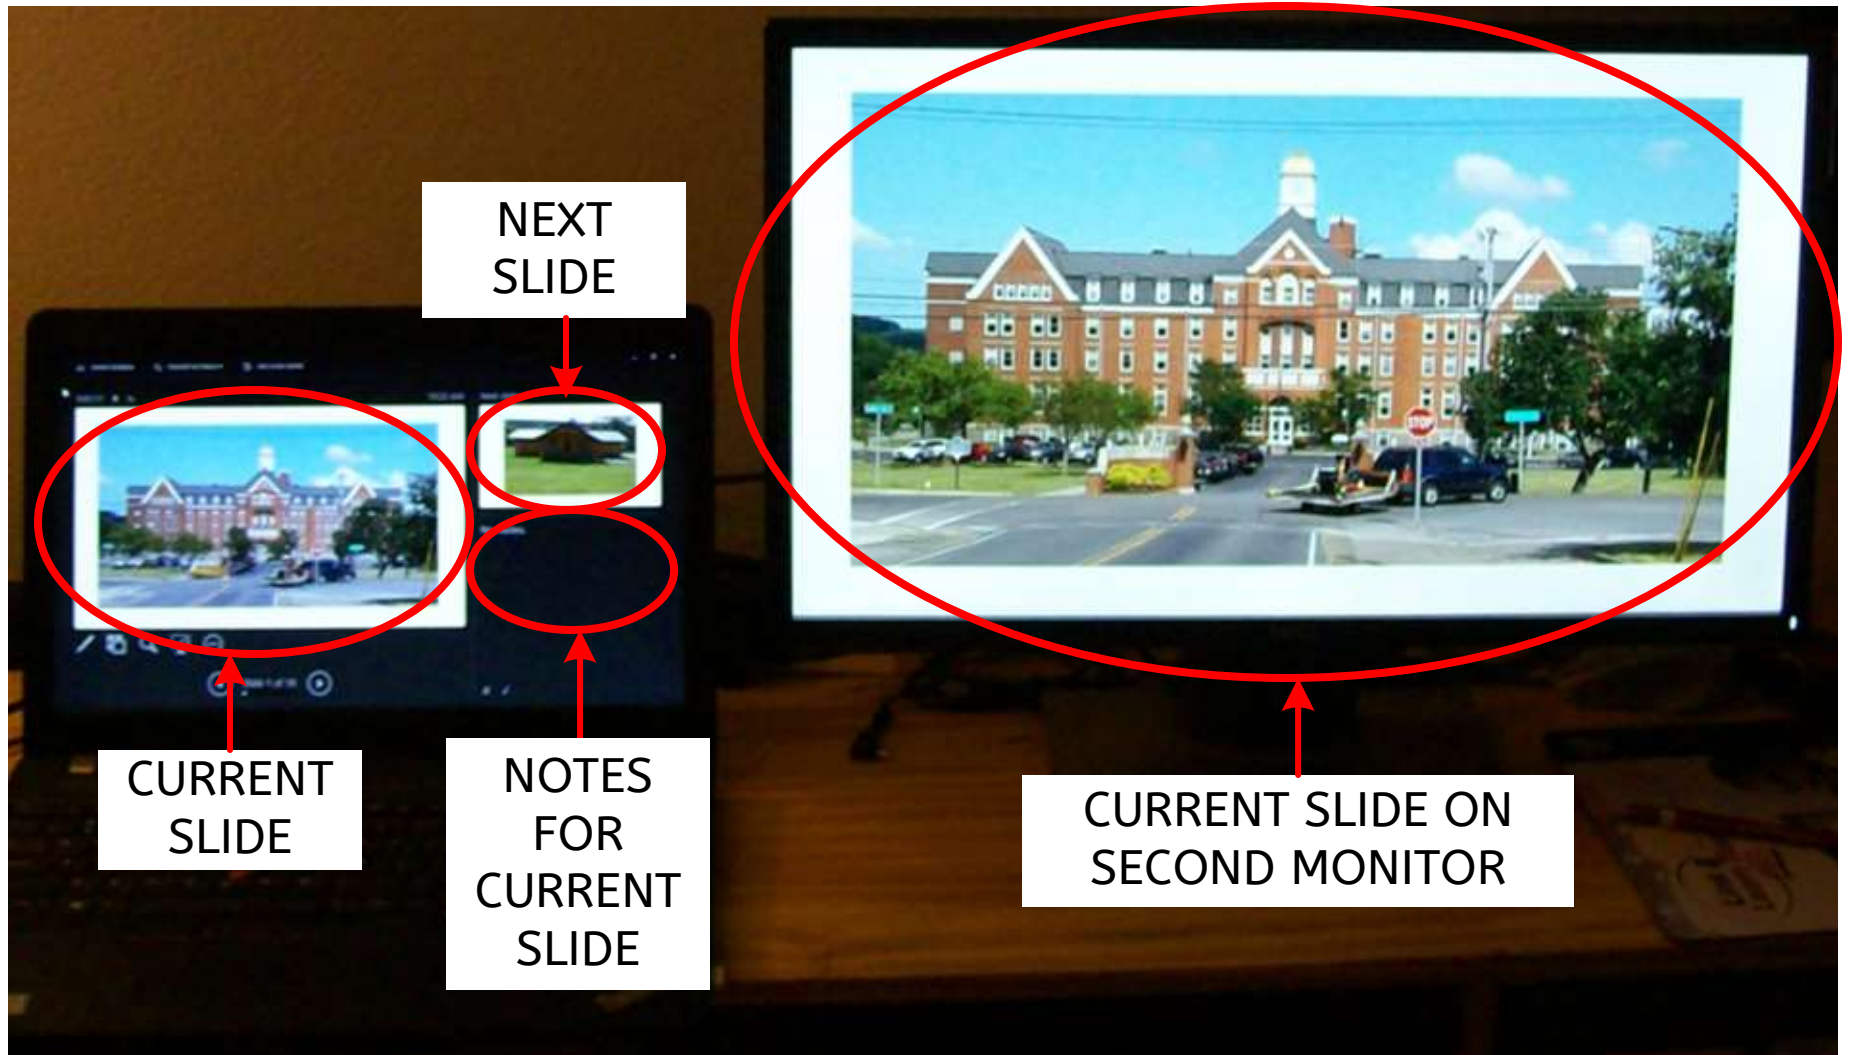 NEXT
SLIDE
CURRENT
SLIDE
NOTES
FOR
CURRENT
SLIDE
CURRENT SLIDE ON
SECOND MONITOR
STOP